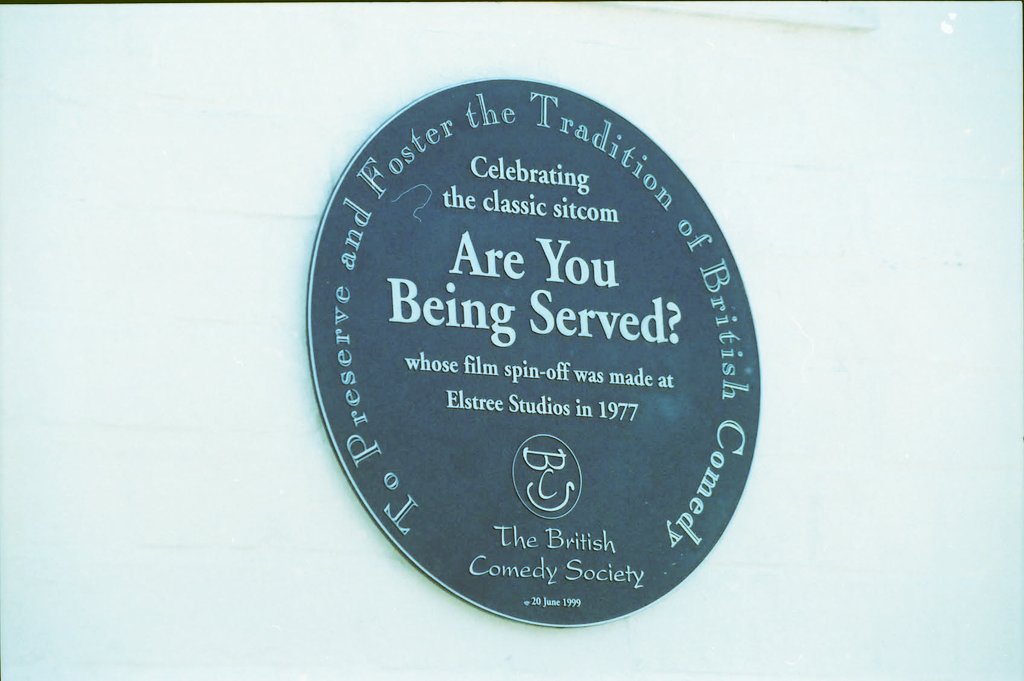 To Preserve and Foster the Tradition of British Comedy
Celebrating
the classic sitcom
Are You
Being Served?
whose film spin-off was made at
Elstree Studios in 1977
BCS
The British
Comedy Society
20 June 1999